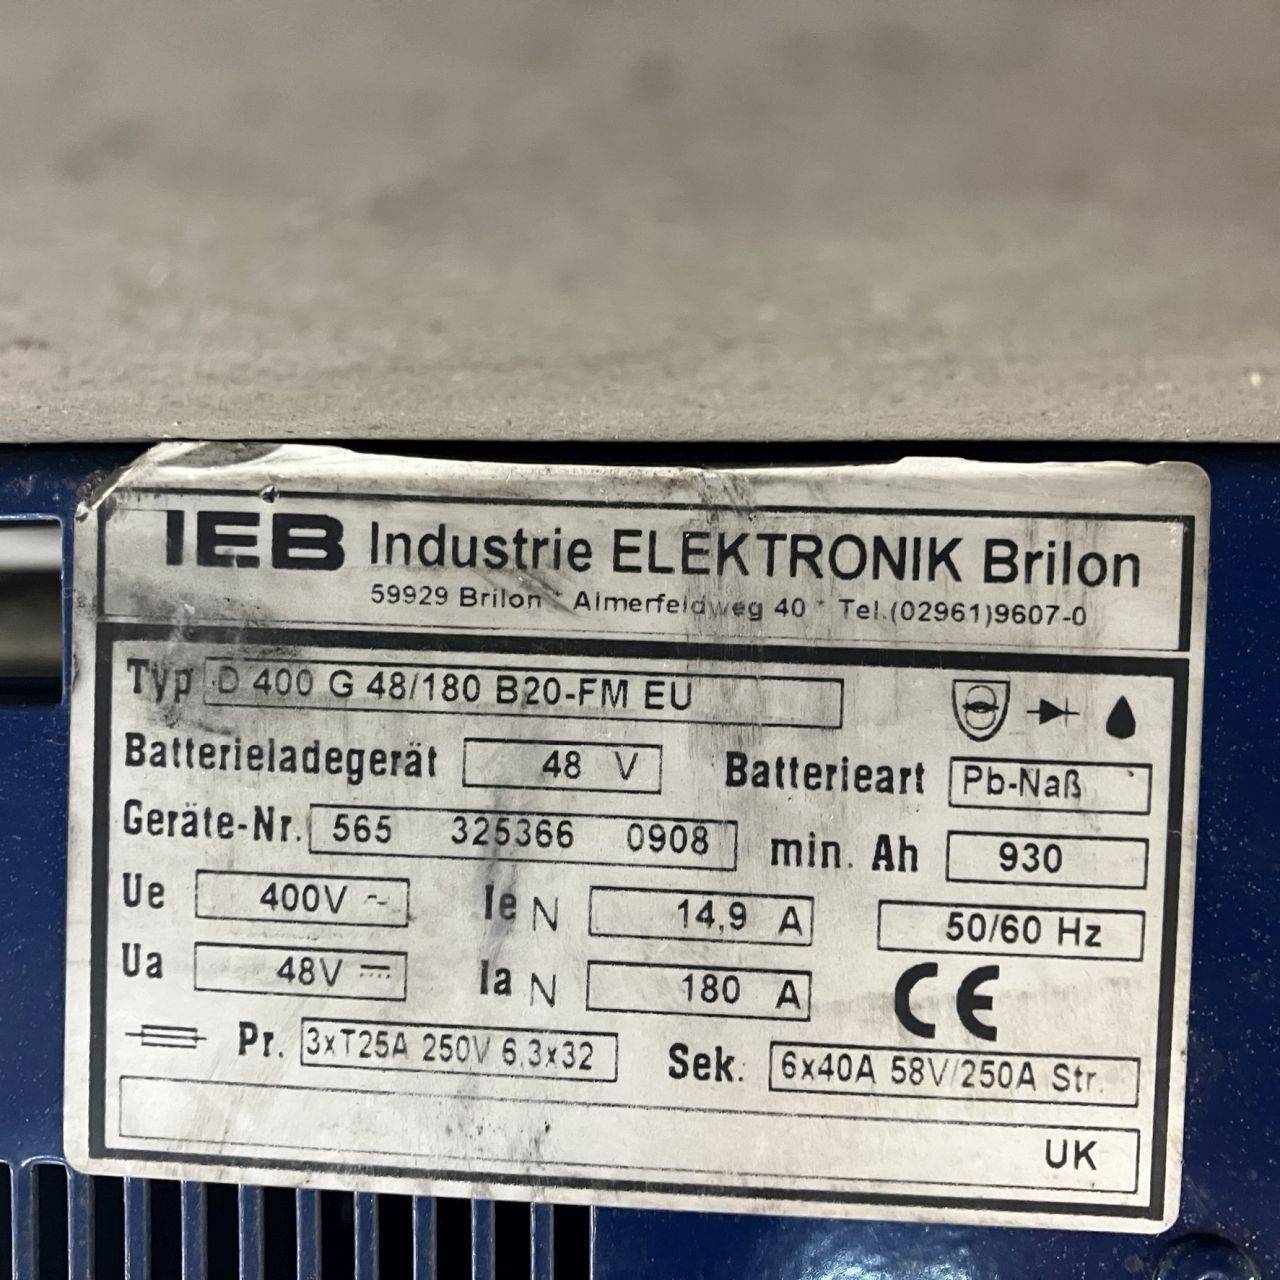 IEB Industrie ELEKTRONIK Brilon
59929 Brilon * Almerfeldweg 40 * Tel.(02961)9607-0
Typ D 400 G 48/180 B20-FM EU
Batterieladegerät 48 V Batterieart Pb-Naß
Geräte-Nr. 565 325366 0908 min. Ah 930
Ue 400V ~ Ie N 14,9 A 50/60 Hz
Ua 48V ⎓ Ia N 180 A CE
Pr. 3xT25A 250V 6,3x32 Sek. 6x40A 58V/250A Str.
UK